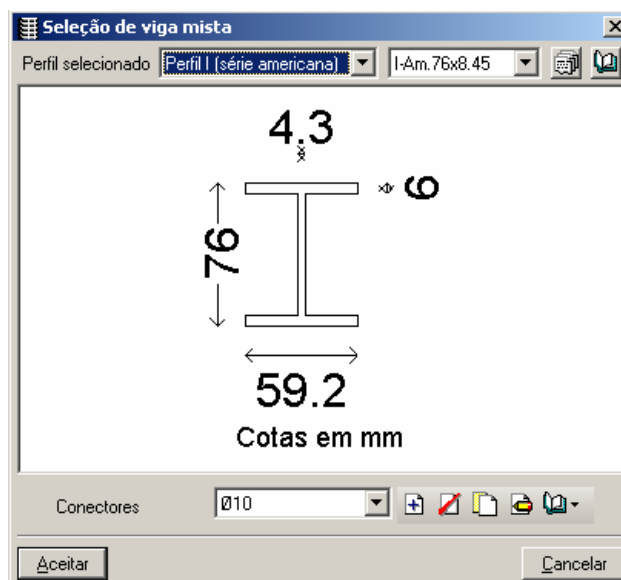 Seleção de viga mista
Perfil selecionado Perfil I (série americana) I-Am.76x8.45
4.3
6
76
59.2
Cotas em mm
Conectores Ø10
Aceitar Cancelar